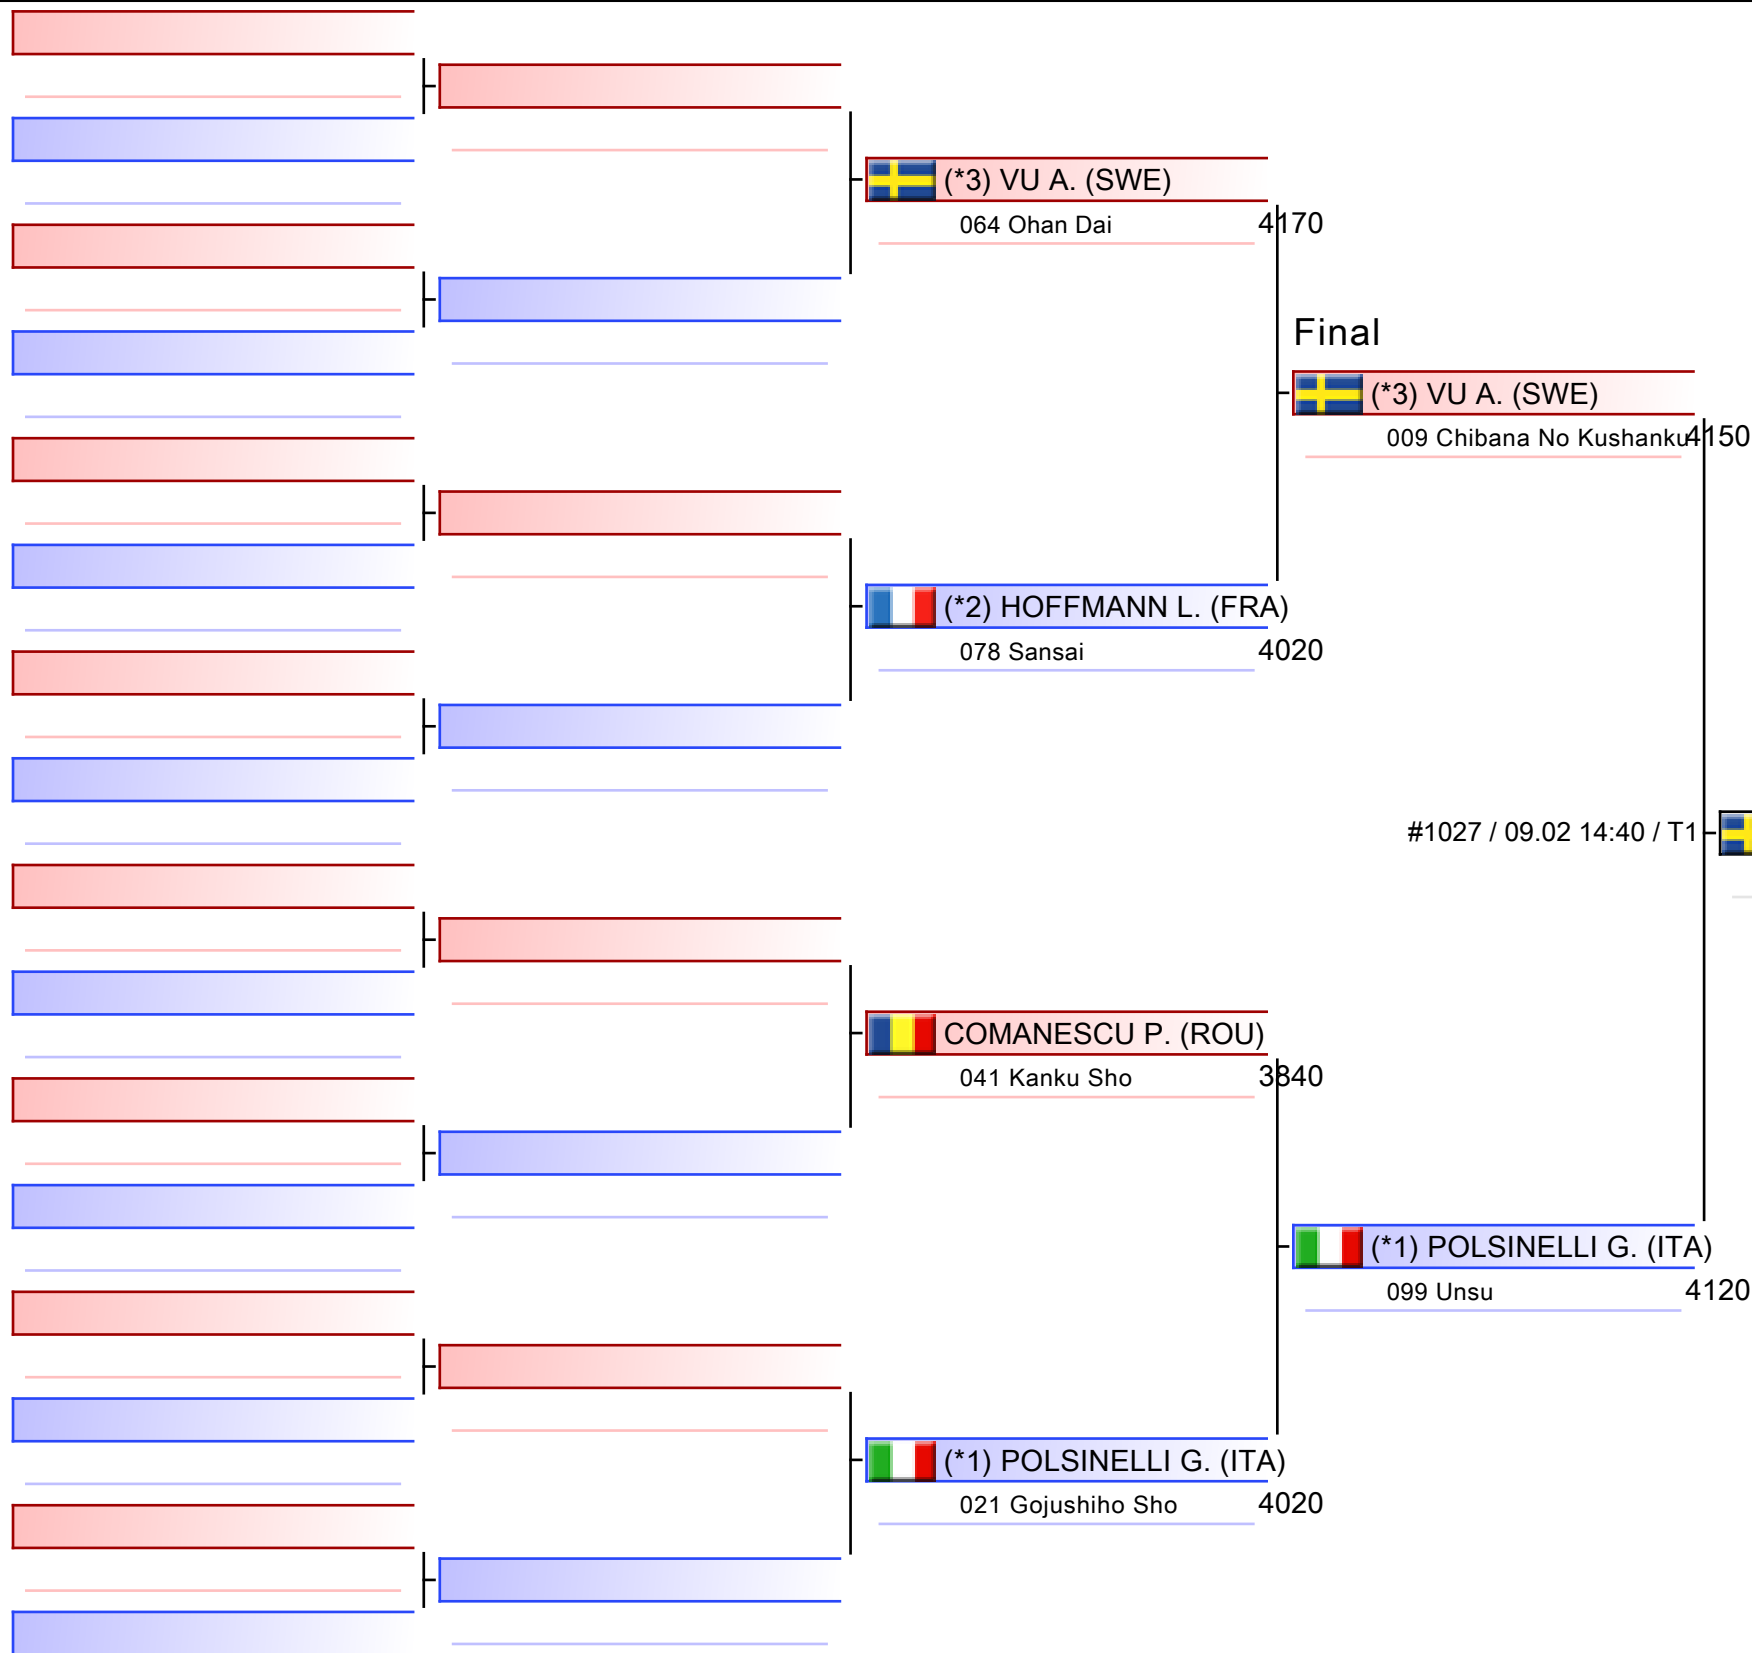 (*3) VU A. (SWE)
064 Ohan Dai 4170
Final
(*3) VU A. (SWE)
009 Chibana No Kushanku 4150
(*2) HOFFMANN L. (FRA)
078 Sansai 4020
#1027 / 09.02 14:40 / T1
COMANESCU P. (ROU)
041 Kanku Sho 3840
(*1) POLSINELLI G. (ITA)
099 Unsu 4120
(*1) POLSINELLI G. (ITA)
021 Gojushiho Sho 4020